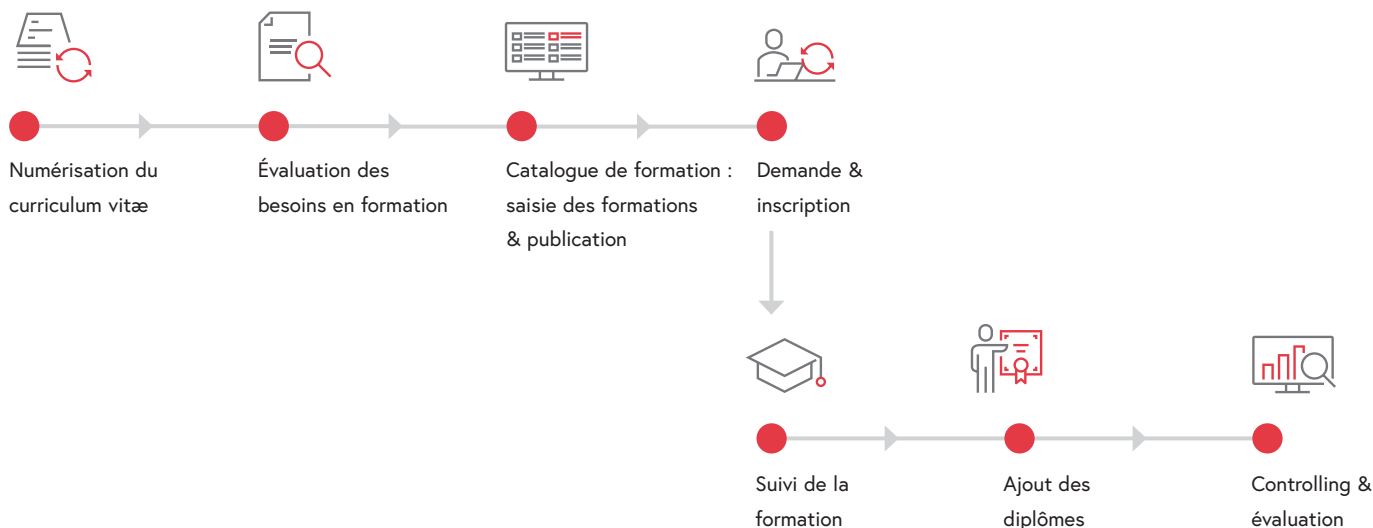 Numérisation du
curriculum vitæ
Évaluation des
besoins en formation
Catalogue de formation :
saisie des formations
& publication
Demande &
inscription
Suivi de la
formation
Ajout des
diplômes
Controlling &
évaluation